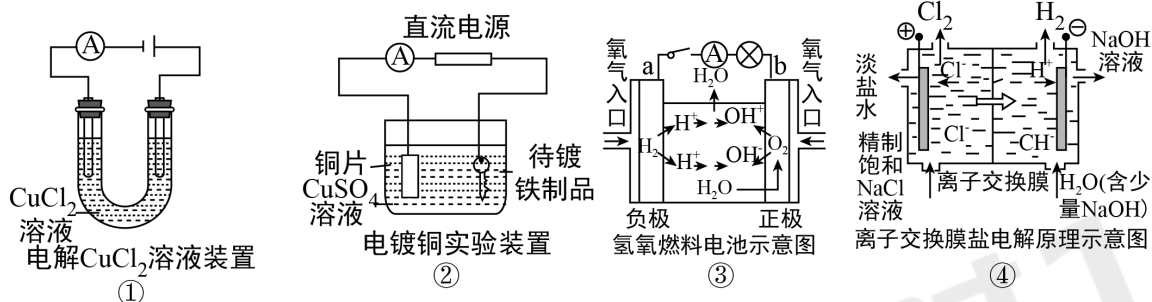 A
CuCl2
溶液
电解CuCl2溶液装置
①
直流电源
A
铜片
CuSO4
溶液
待镀
铁制品
电镀铜实验装置
②
氧气入口
a
A
b
氧气入口
H2O
H+
OH+
H2
O2
H+
OH-
H2O
负极
正极
氢氧燃料电池示意图
③
⊕
Cl2
H2
⊖
NaOH
溶液
淡盐水
Cl-
H+
Cl-
CH-
精制
饱和
NaCl
溶液
离子交换膜
H2O(含少
量NaOH)
离子交换膜盐电解原理示意图
④